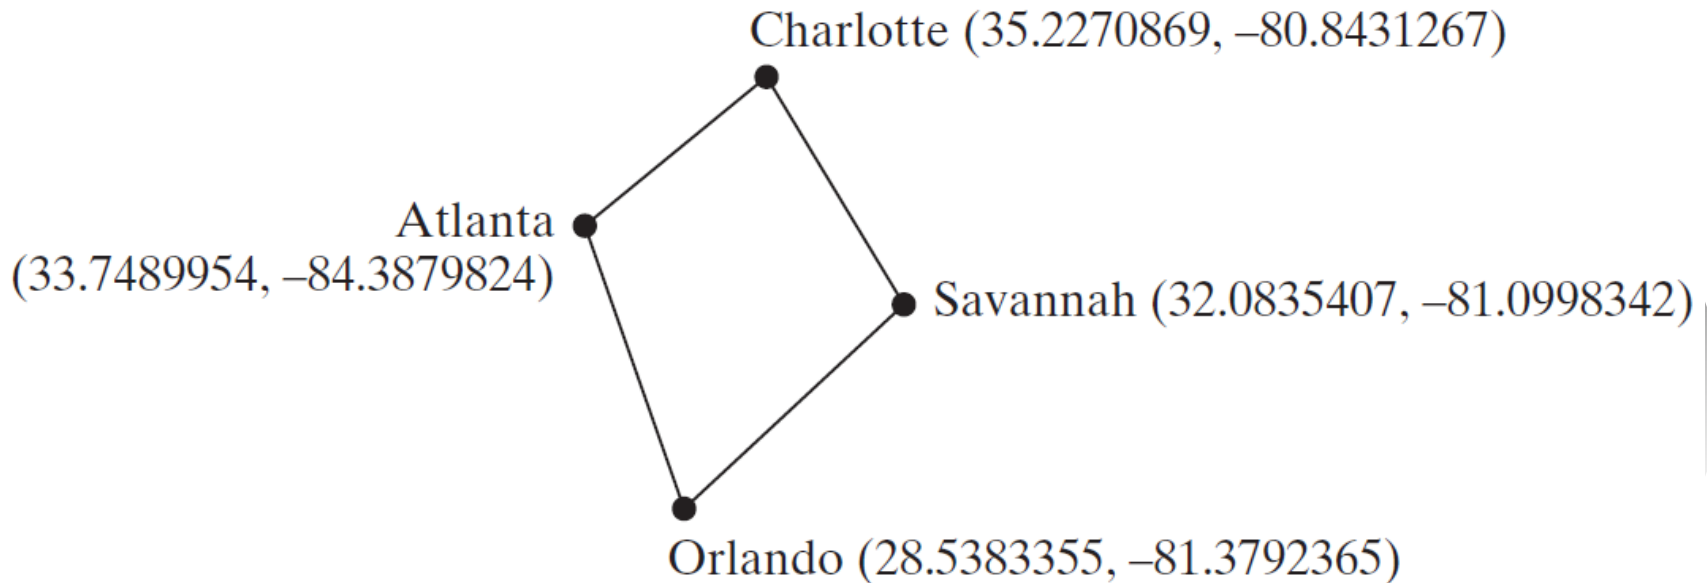 Charlotte (35.2270869, –80.8431267)
Atlanta
(33.7489954, –84.3879824)
Savannah (32.0835407, –81.0998342)
Orlando (28.5383355, –81.3792365)